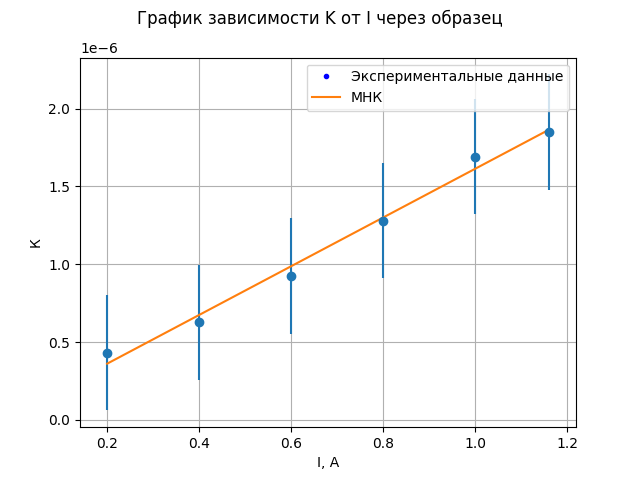 График зависимости K от I через образец
1e−6
Экспериментальные данные
МНК
2.0
1.5
1.0
0.5
0.0
K
0.2 0.4 0.6 0.8 1.0 1.2
I, А